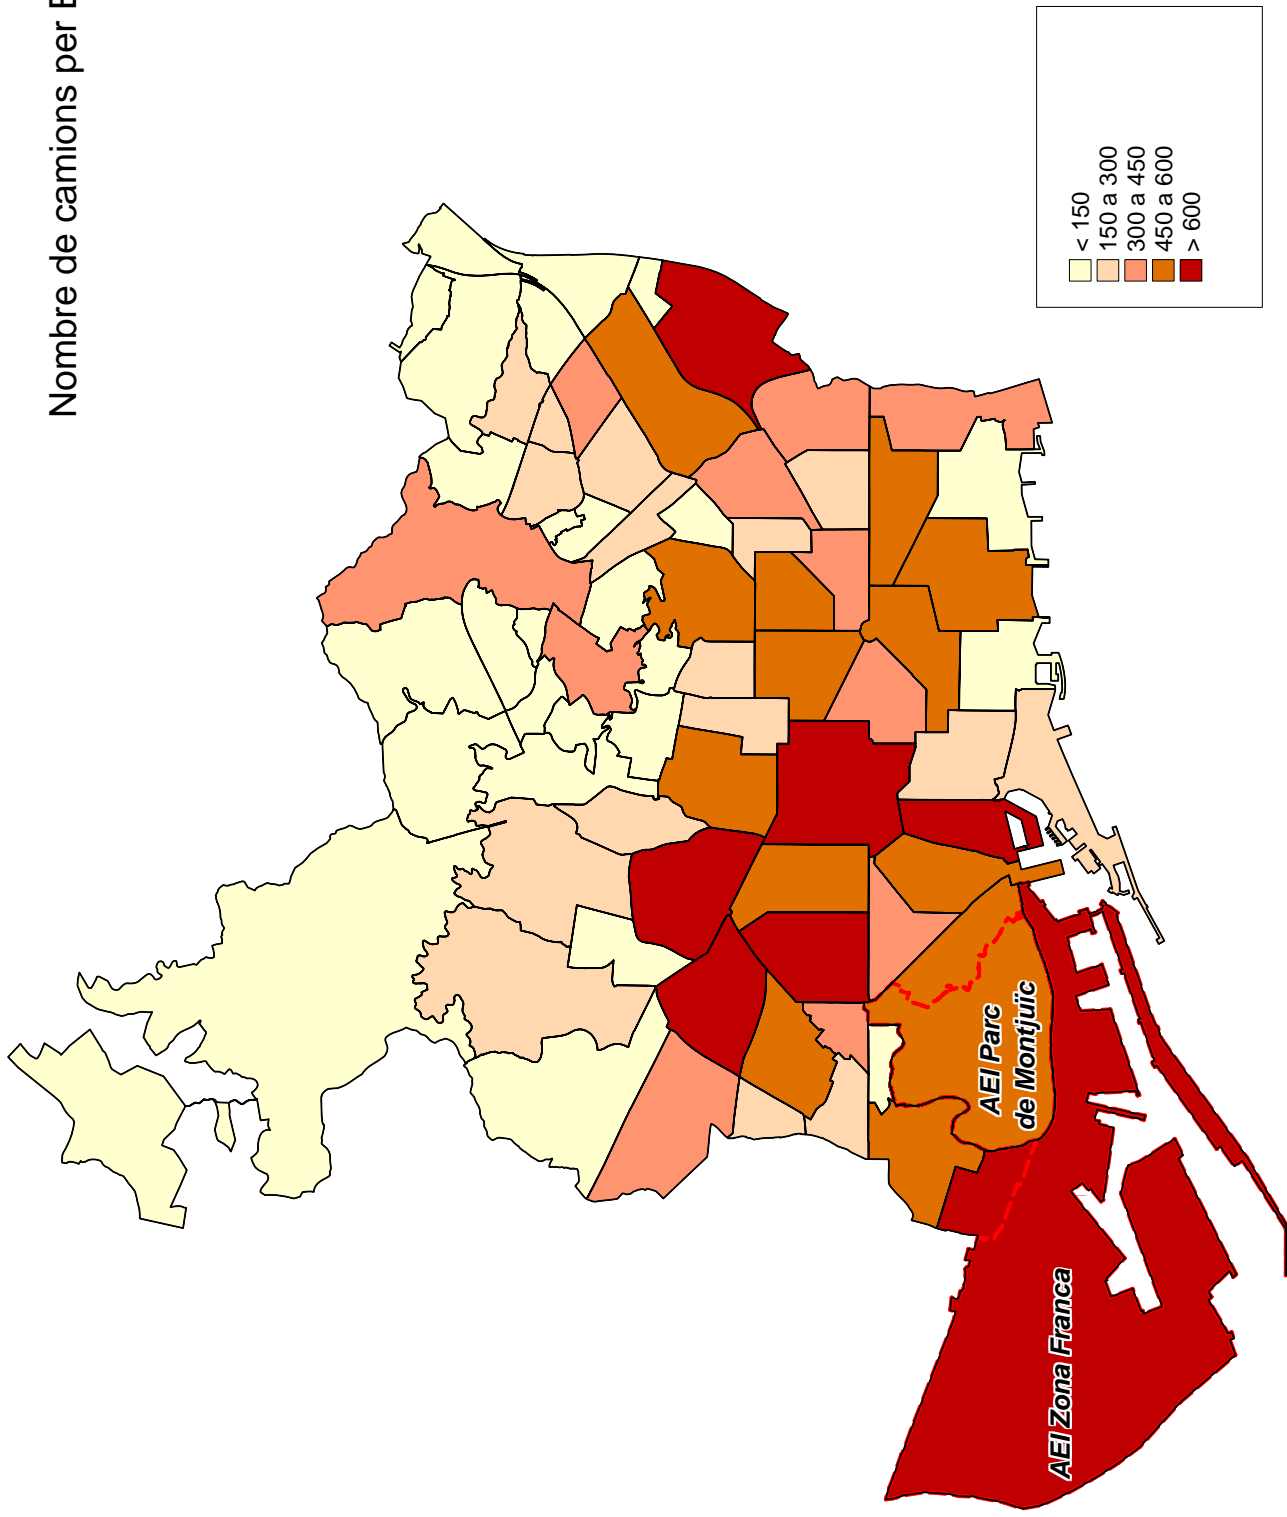 Nombre de camions per
< 150
150 a 300
300 a 450
450 a 600
> 600
AEI Parc
de Montjuïc
AEI Zona Franca